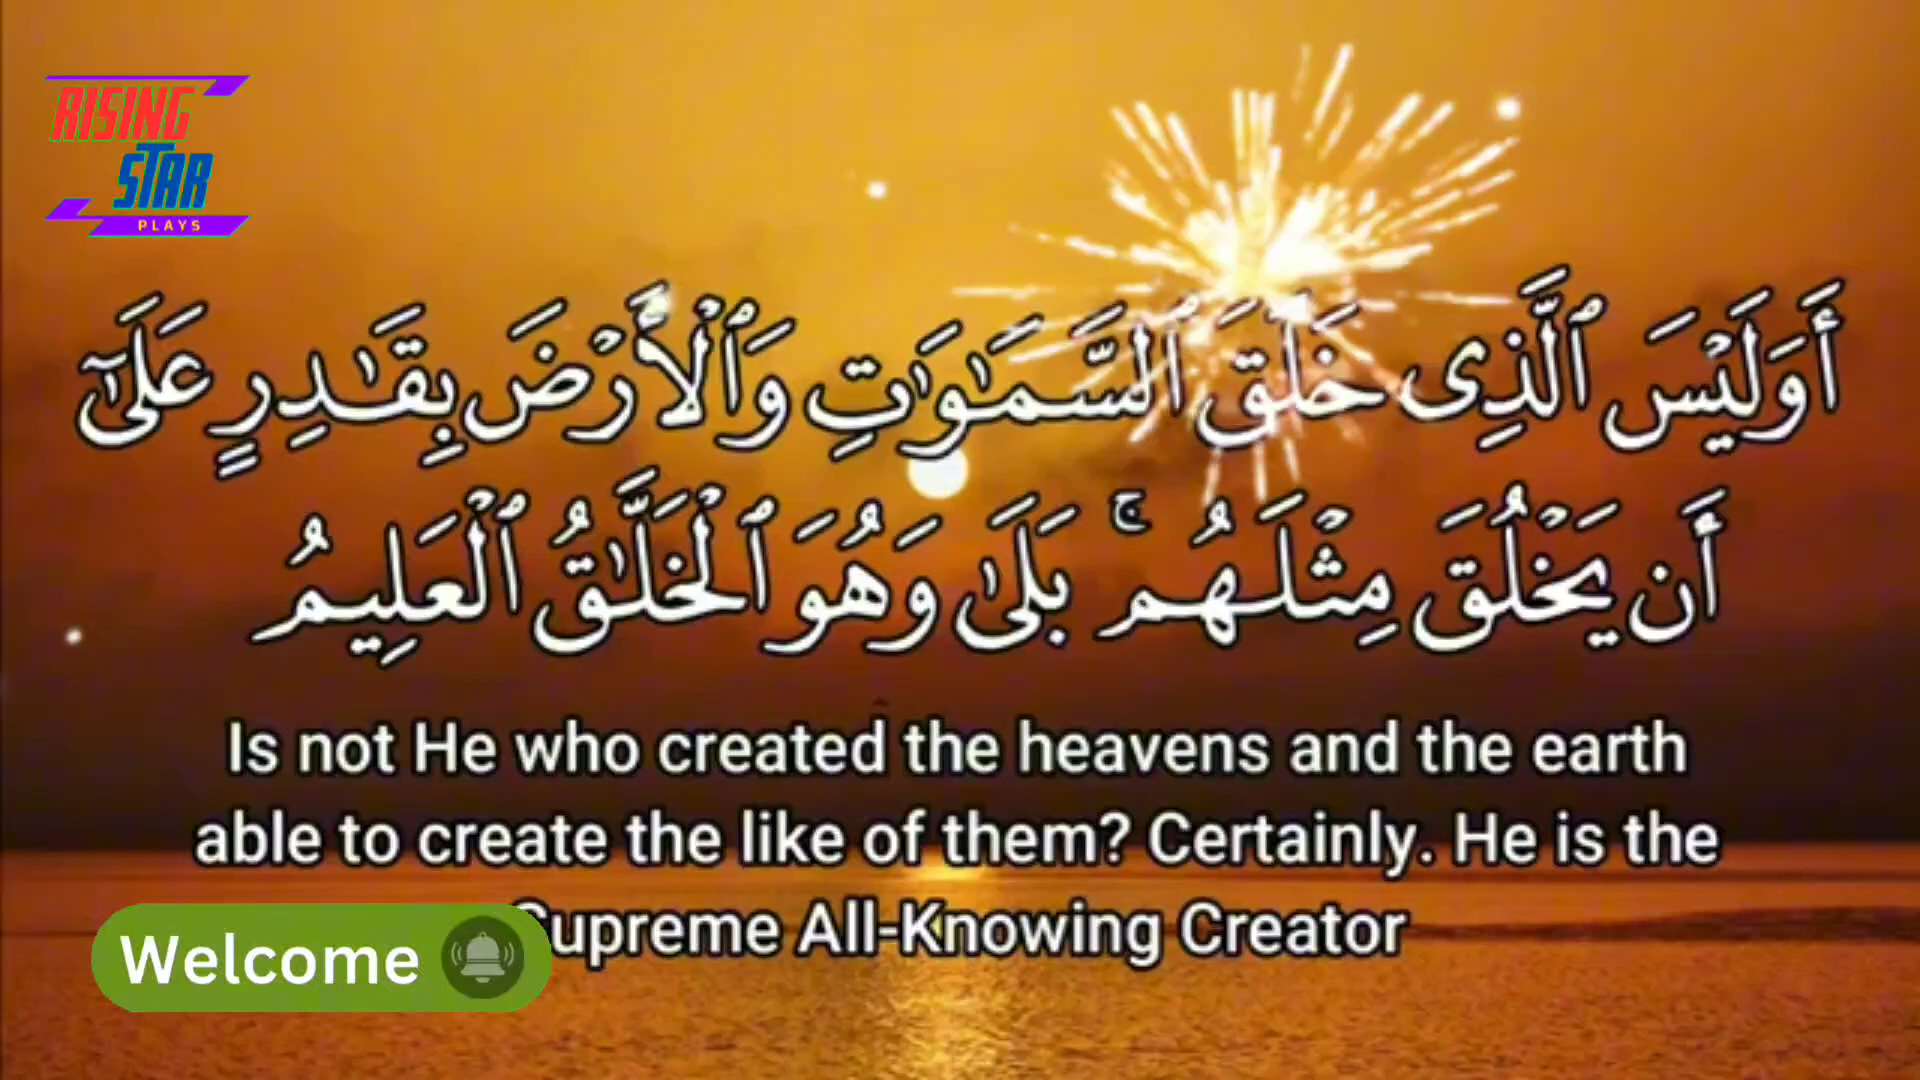 RISING
STAR
PLAYS
أَوَلَيْسَ ٱلَّذِى خَلَقَ ٱلسَّمَـٰوَٰتِ وَٱلْأَرْضَ بِقَـٰدِرٍ عَلَىٰٓ
أَن يَخْلُقَ مِثْلَهُم ۚ بَلَىٰ وَهُوَ ٱلْخَلَّـٰقُ ٱلْعَلِيمُ
Is not He who created the heavens and the earth
able to create the like of them? Certainly. He is the
Supreme All-Knowing Creator
Welcome